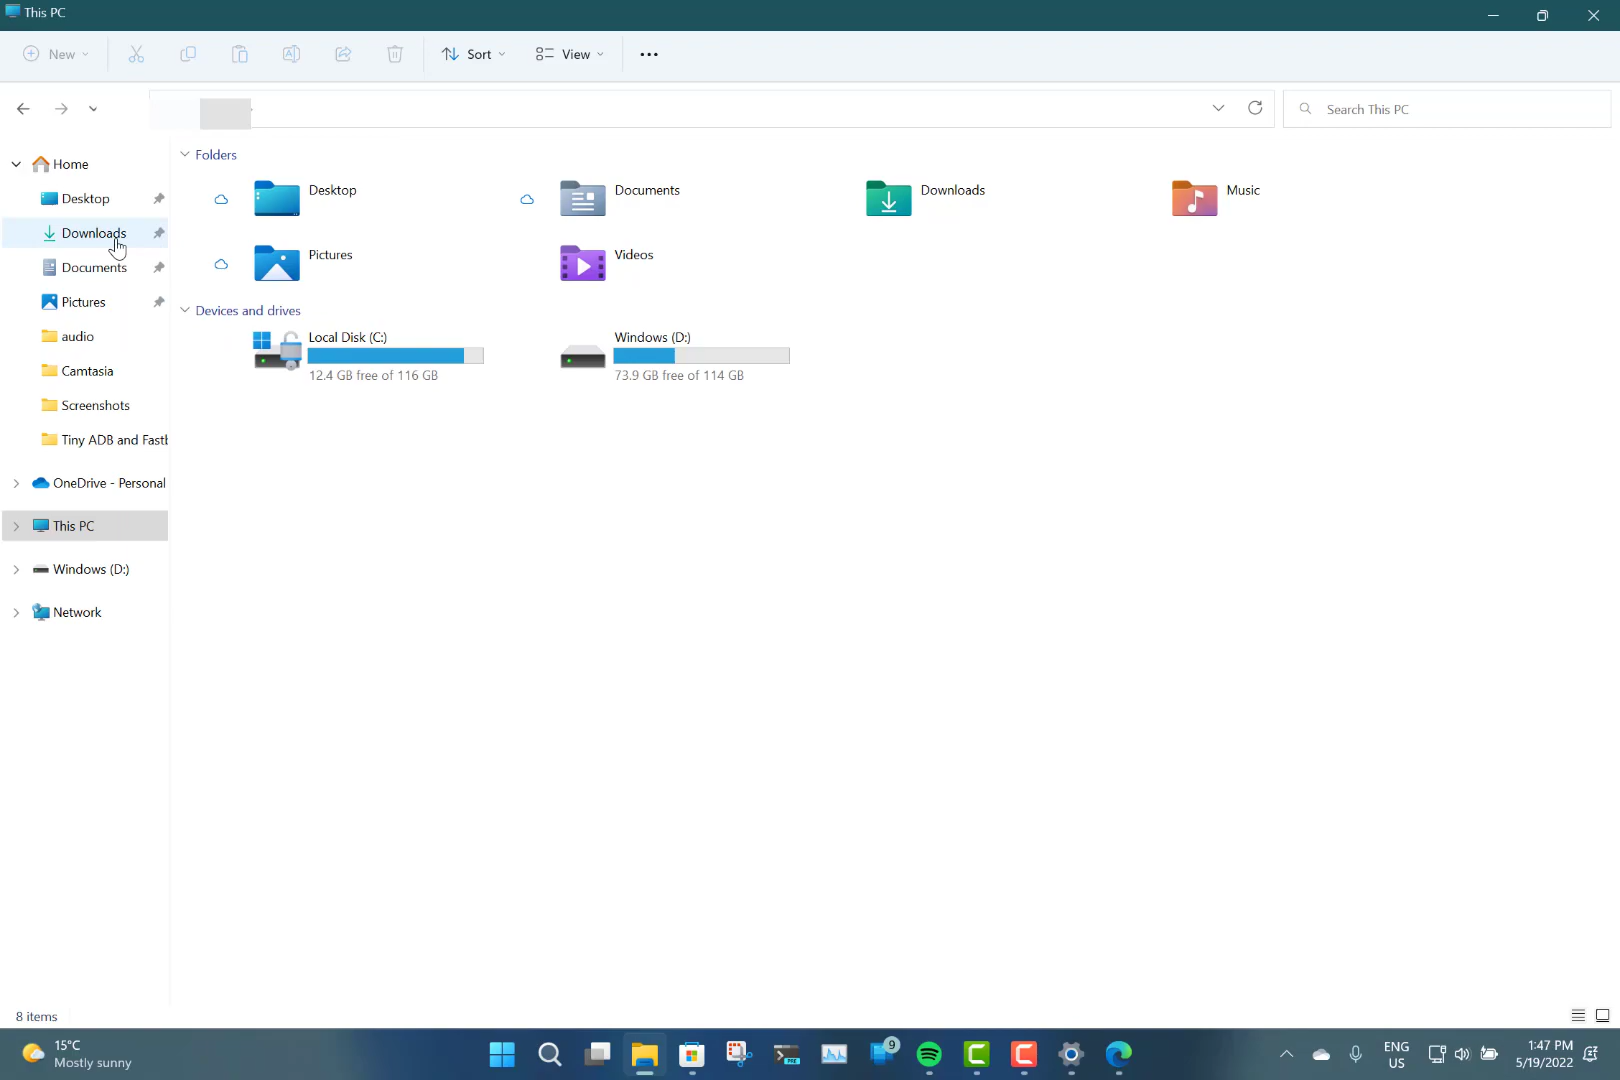 This PC
New
Sort
View
Search This PC
Home
Desktop
Downloads
Documents
Pictures
audio
Camtasia
Screenshots
Tiny ADB and Fastb
OneDrive - Personal
This PC
Windows (D:)
Network
Folders
Desktop
Documents
Downloads
Music
Pictures
Videos
Devices and drives
Local Disk (C:)
12.4 GB free of 116 GB
Windows (D:)
73.9 GB free of 114 GB
8 items
15°C
Mostly sunny
PRE
9
ENG
US
1:47 PM
5/19/2022